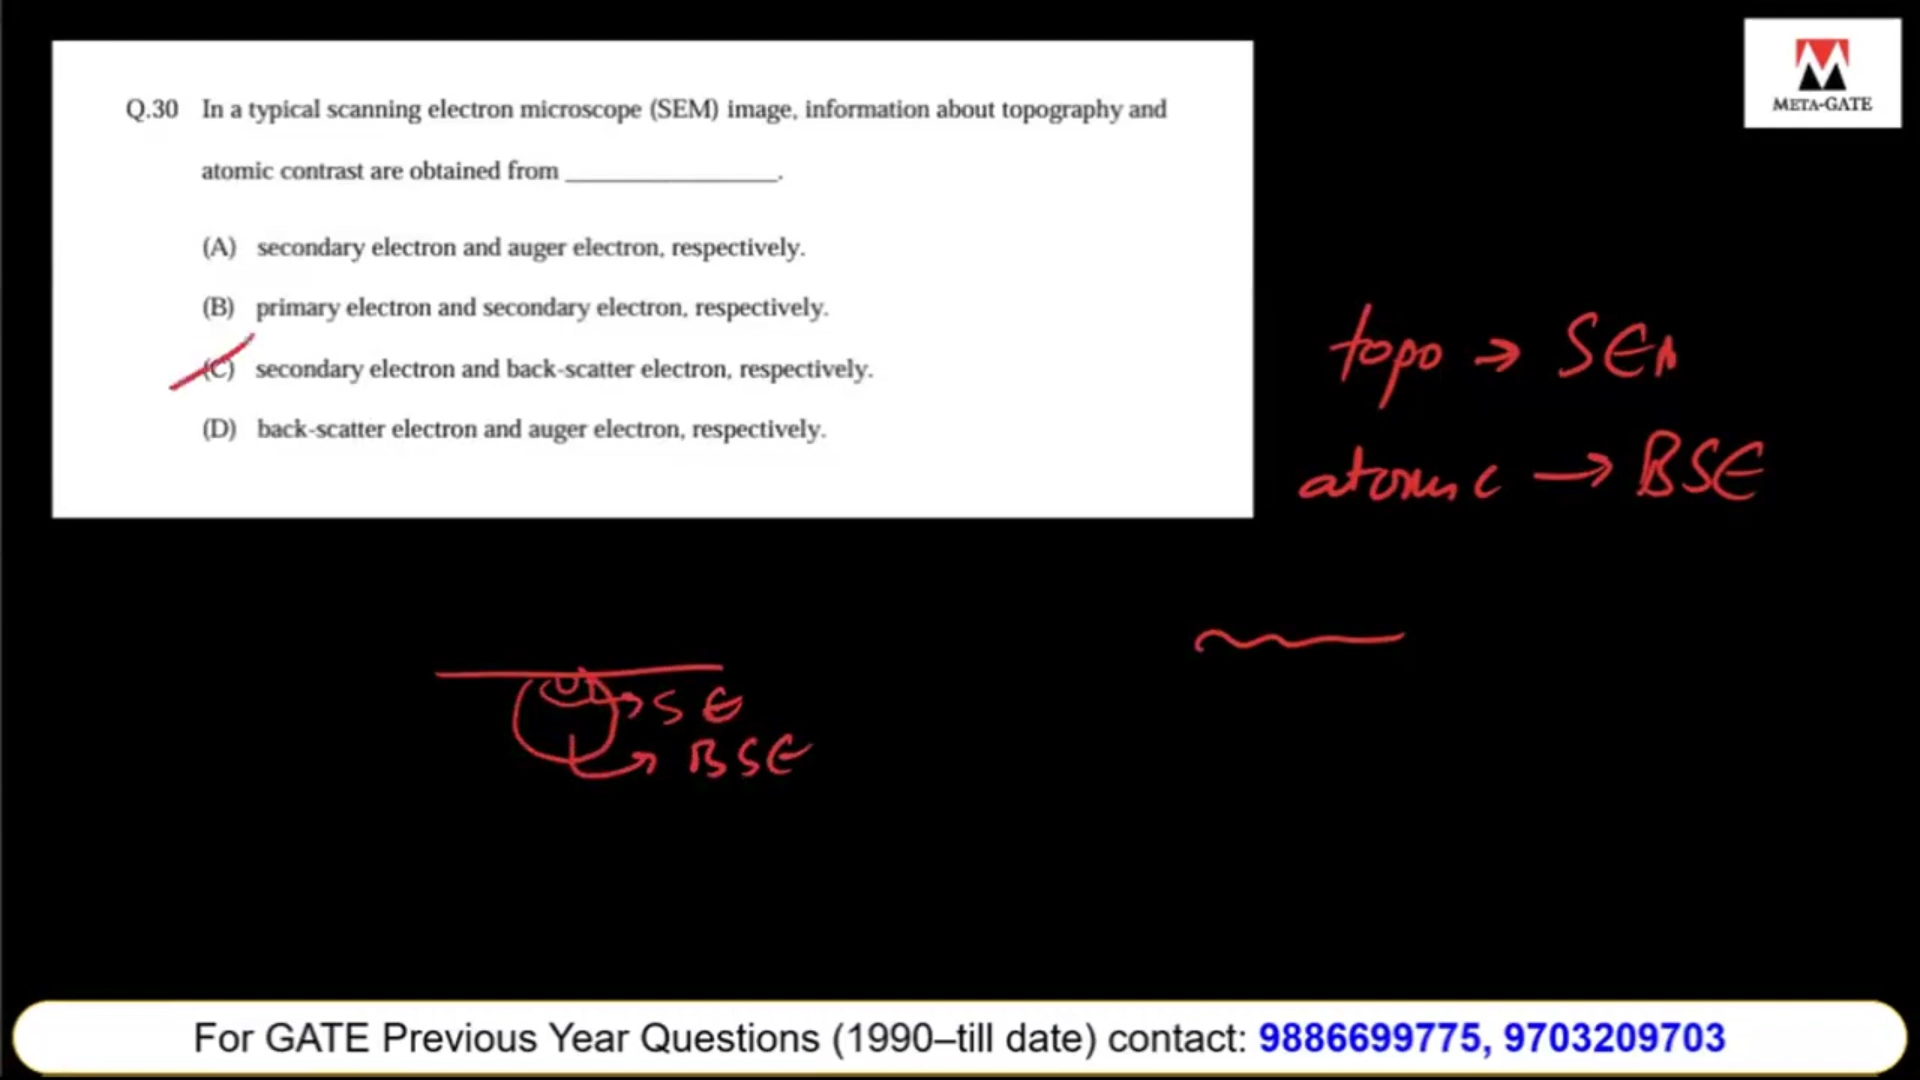 META-GATE
Q.30 In a typical scanning electron microscope (SEM) image, information about topography and
atomic contrast are obtained from ________________.
(A) secondary electron and auger electron, respectively.
(B) primary electron and secondary electron, respectively.
(C) secondary electron and back-scatter electron, respectively.
(D) back-scatter electron and auger electron, respectively.
topo → SEM
atomic → BSE
SE
BSE
For GATE Previous Year Questions (1990–till date) contact: 9886699775, 9703209703